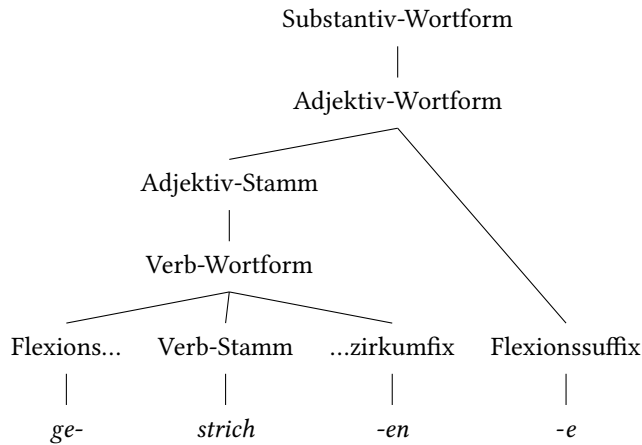 Substantiv-Wortform
Adjektiv-Wortform
Adjektiv-Stamm
Verb-Wortform
Flexions… Verb-Stamm …zirkumfix Flexionssuffix
ge- strich -en -e